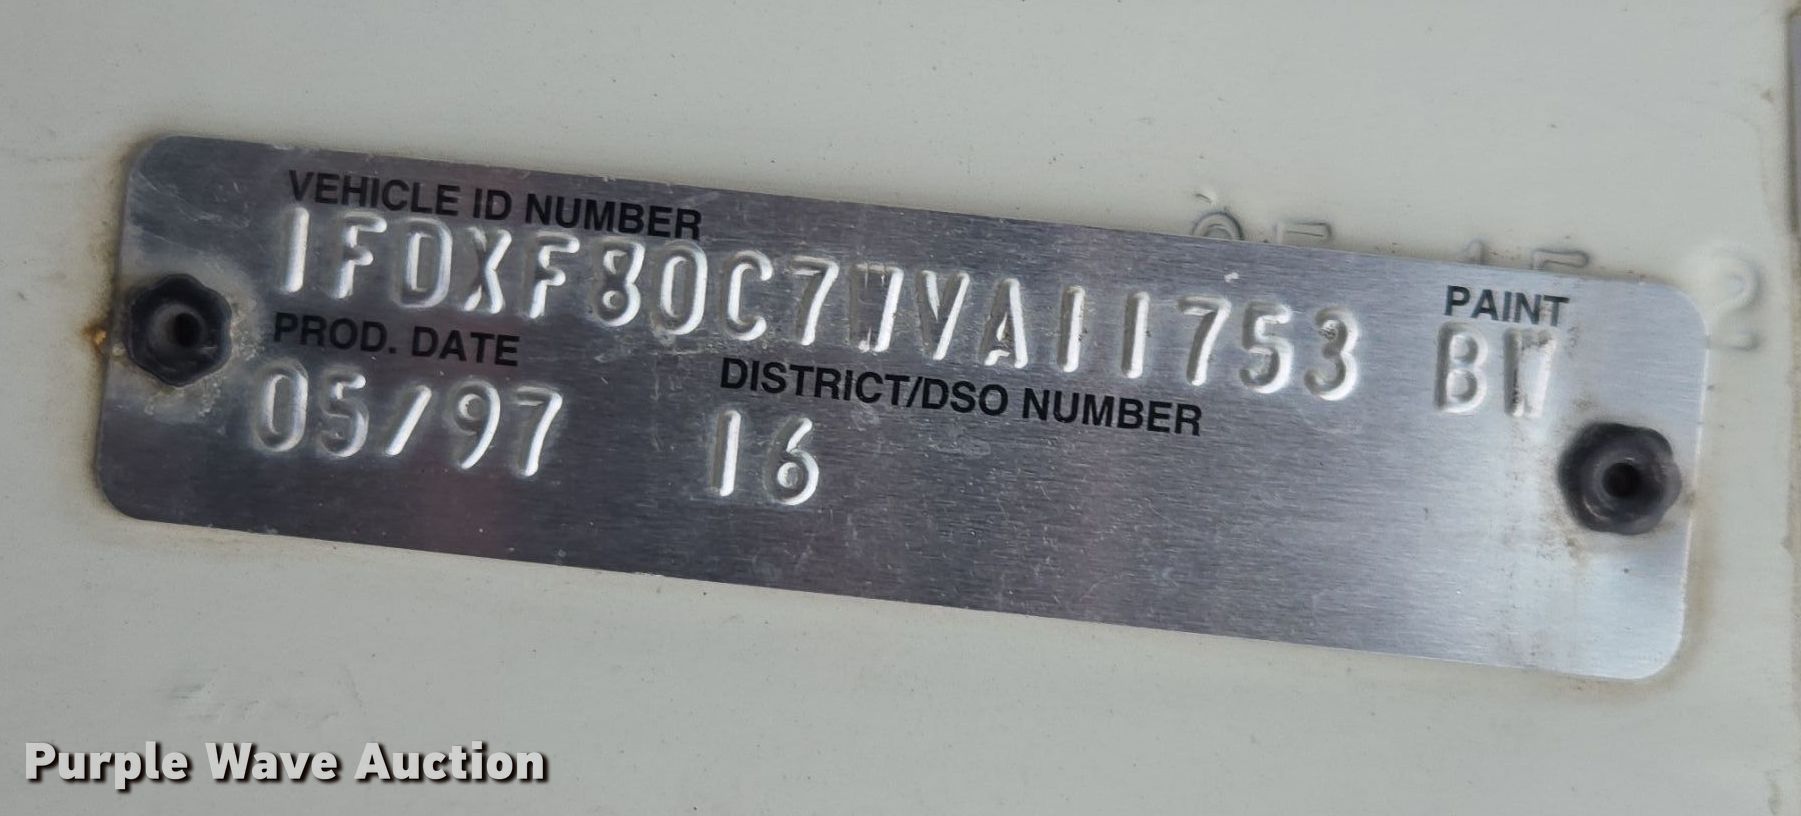 VEHICLE ID NUMBER
1FDXF80C7WVA11753 BW
PAINT
PROD. DATE
DISTRICT/DSO NUMBER
05/97 16
Purple Wave Auction